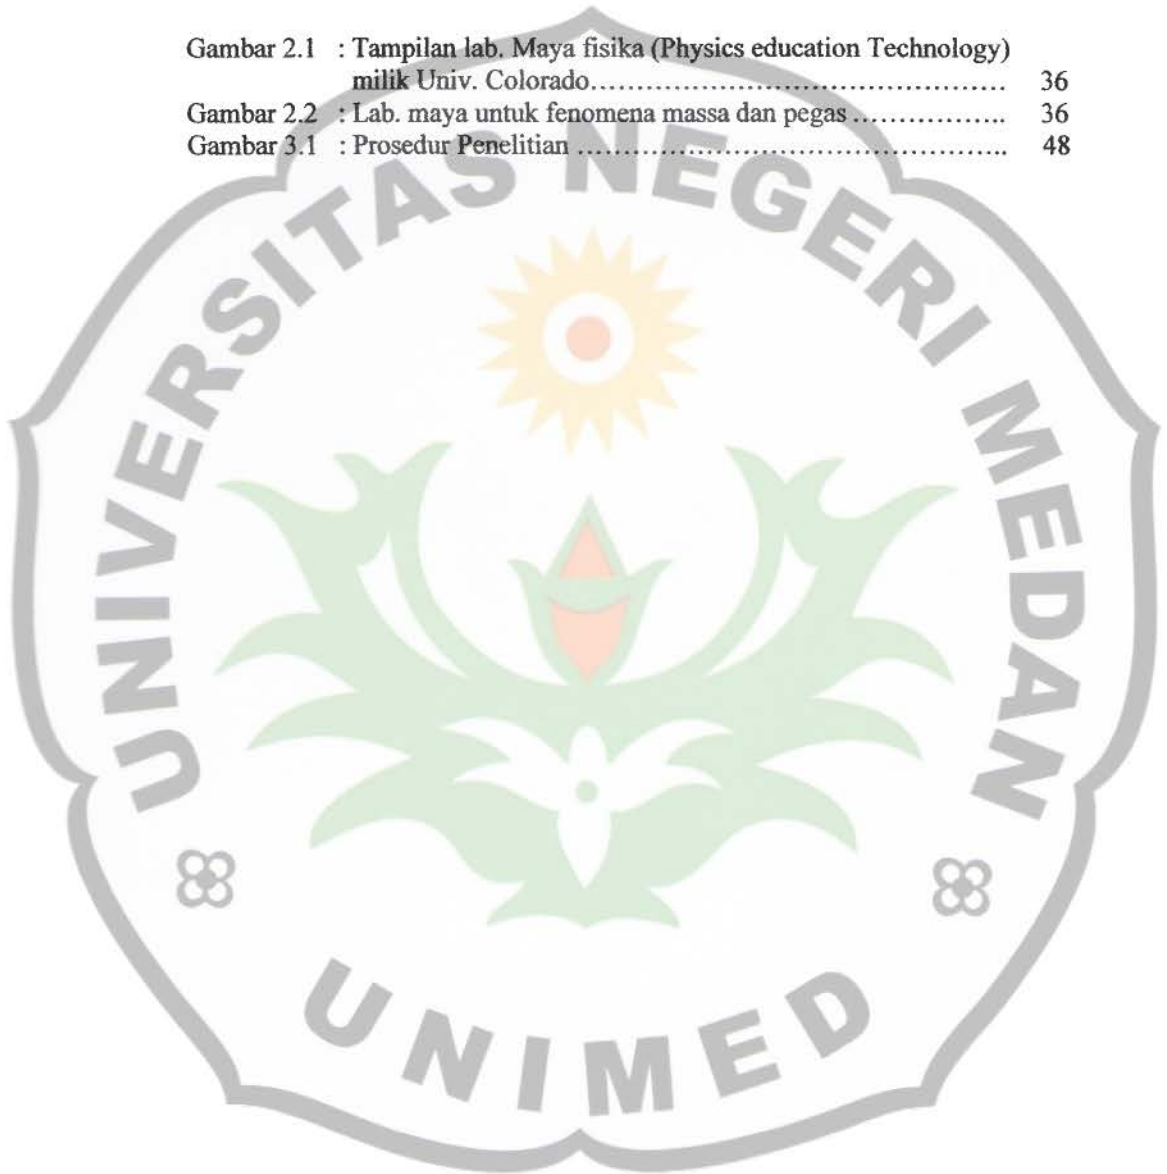 Gambar 2.1 : Tampilan lab. Maya fisika (Physics education Technology)
milik Univ. Colorado............................................. 36
Gambar 2.2 : Lab. maya untuk fenomena massa dan pegas ................. 36
Gambar 3.1 : Prosedur Penelitian ............................................... 48
UNIVERSITAS NEGERI MEDAN
UNIMED